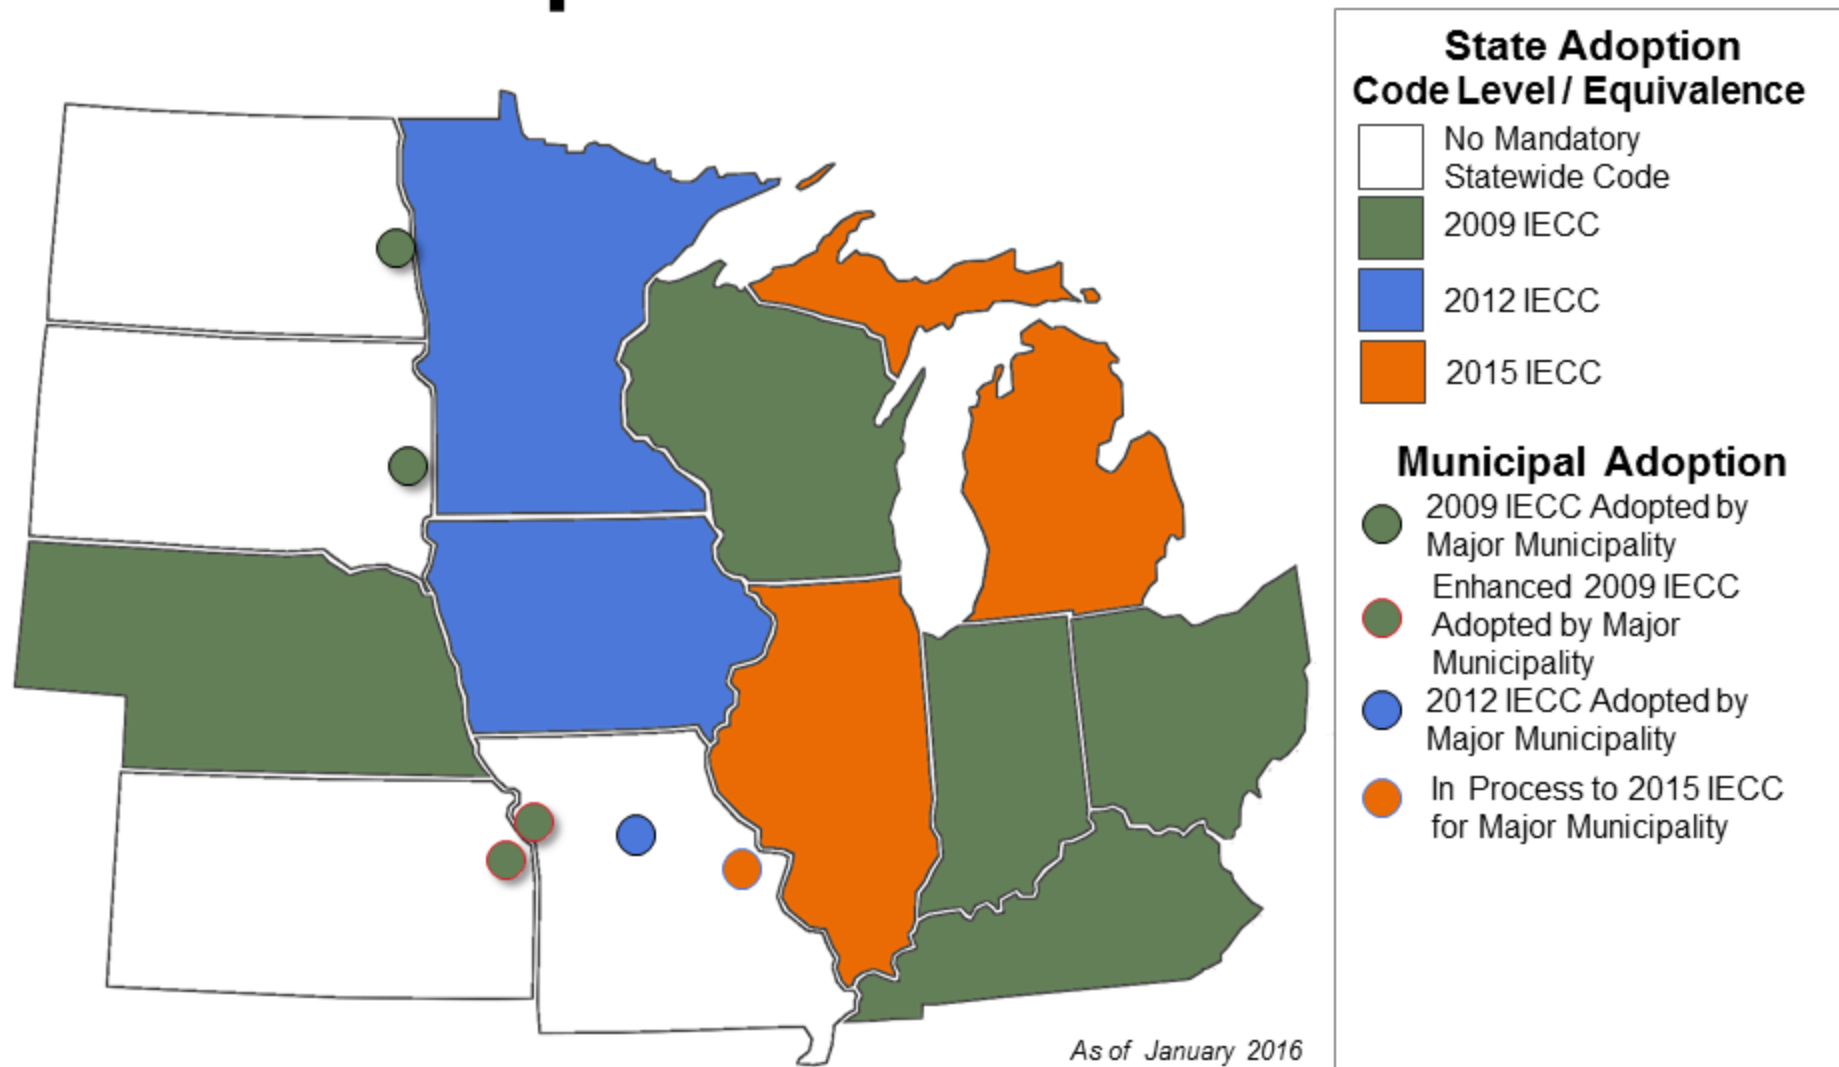 State Adoption
Code Level / Equivalence
No Mandatory
Statewide Code
2009 IECC
2012 IECC
2015 IECC
Municipal Adoption
2009 IECC Adopted by
Major Municipality
Enhanced 2009 IECC
Adopted by Major
Municipality
2012 IECC Adopted by
Major Municipality
In Process to 2015 IECC
for Major Municipality
As of January 2016